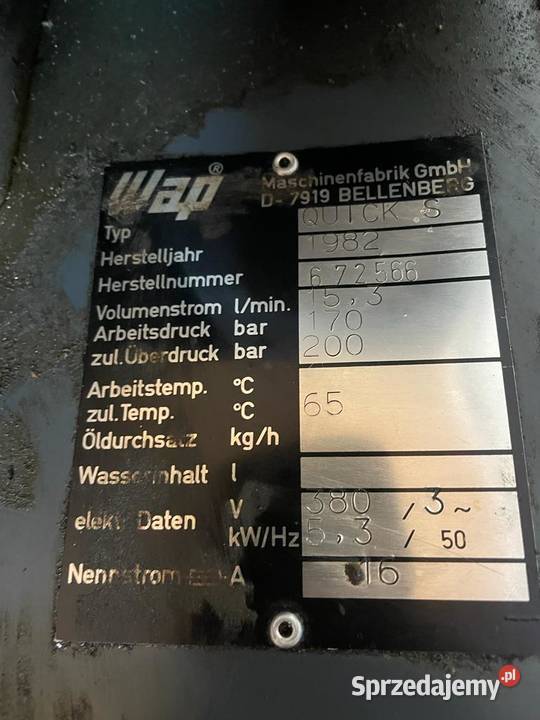 Wap®
Maschinenfabrik GmbH
D-7919 BELLENBERG
Typ QUICK S
Herstelljahr 1982
Herstellnummer 672566
Volumenstrom l/min. 15,3
Arbeitsdruck bar 170
zul.Überdruck bar 200
Arbeitstemp. °C
zul.Temp. °C 65
Öldurchsatz kg/h
Wasserinhalt l
elektr. Daten V 380 / 3~
kW/Hz 5,3 / 50
Nennstrom A 16
Sprzedajemy.pl